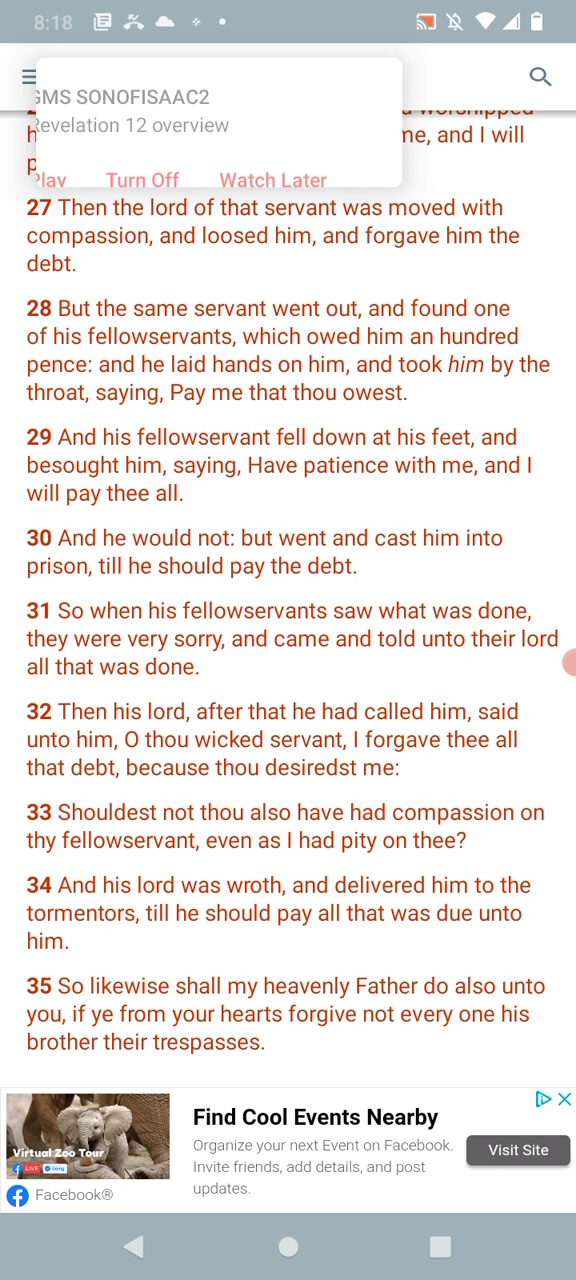 8:18
GMS SONOFISAAC2
Revelation 12 overview
Play Turn Off Watch Later
worshipped
me, and I will
27 Then the lord of that servant was moved with
compassion, and loosed him, and forgave him the
debt.
28 But the same servant went out, and found one
of his fellowservants, which owed him an hundred
pence: and he laid hands on him, and took him by the
throat, saying, Pay me that thou owest.
29 And his fellowservant fell down at his feet, and
besought him, saying, Have patience with me, and I
will pay thee all.
30 And he would not: but went and cast him into
prison, till he should pay the debt.
31 So when his fellowservants saw what was done,
they were very sorry, and came and told unto their lord
all that was done.
32 Then his lord, after that he had called him, said
unto him, O thou wicked servant, I forgave thee all
that debt, because thou desiredst me:
33 Shouldest not thou also have had compassion on
thy fellowservant, even as I had pity on thee?
34 And his lord was wroth, and delivered him to the
tormentors, till he should pay all that was due unto
him.
35 So likewise shall my heavenly Father do also unto
you, if ye from your hearts forgive not every one his
brother their trespasses.
Virtual Zoo Tour
LIVE Going
Facebook®
Find Cool Events Nearby
Organize your next Event on Facebook.
Invite friends, add details, and post
updates.
Visit Site